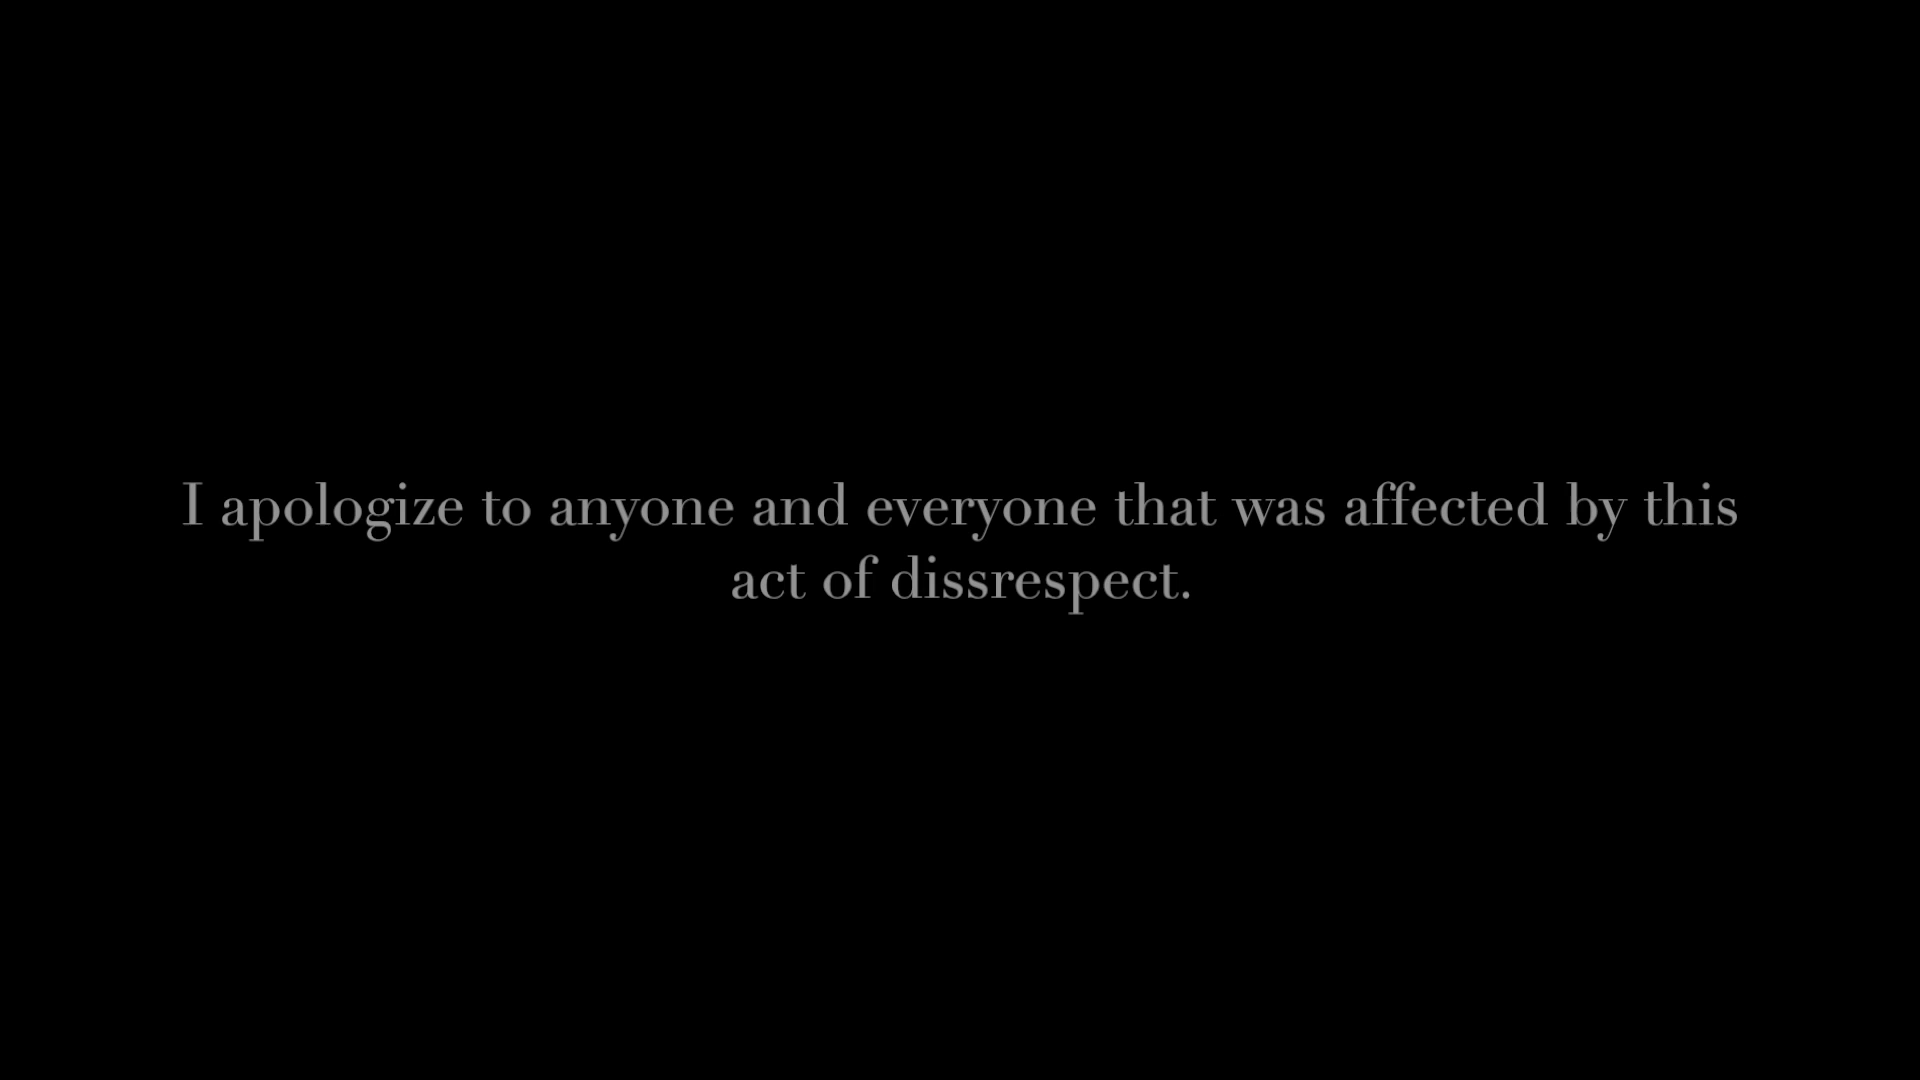 I apologize to anyone and everyone that was affected by this
act of dissrespect.